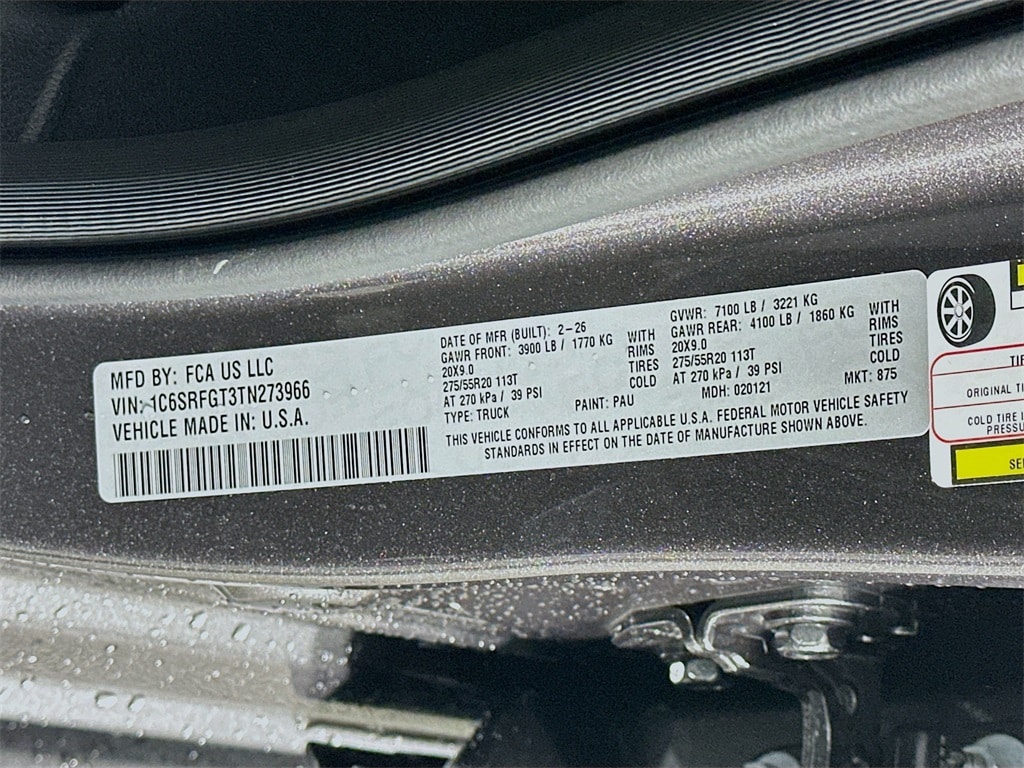 MFD BY: FCA US LLC
VIN: 1C6SRFGT3TN273966
VEHICLE MADE IN: U.S.A.
DATE OF MFR (BUILT): 2-26
GAWR FRONT: 3900 LB / 1770 KG WITH
20X9.0 RIMS
275/55R20 113T TIRES
AT 270 kPa / 39 PSI COLD
TYPE: TRUCK PAINT: PAU
GVWR: 7100 LB / 3221 KG
GAWR REAR: 4100 LB / 1860 KG WITH
20X9.0 RIMS
275/55R20 113T TIRES
AT 270 kPa / 39 PSI COLD
MDH: 020121 MKT: 875
THIS VEHICLE CONFORMS TO ALL APPLICABLE U.S.A. FEDERAL MOTOR VEHICLE SAFETY
STANDARDS IN EFFECT ON THE DATE OF MANUFACTURE SHOWN ABOVE.
ORIGINAL
COLD